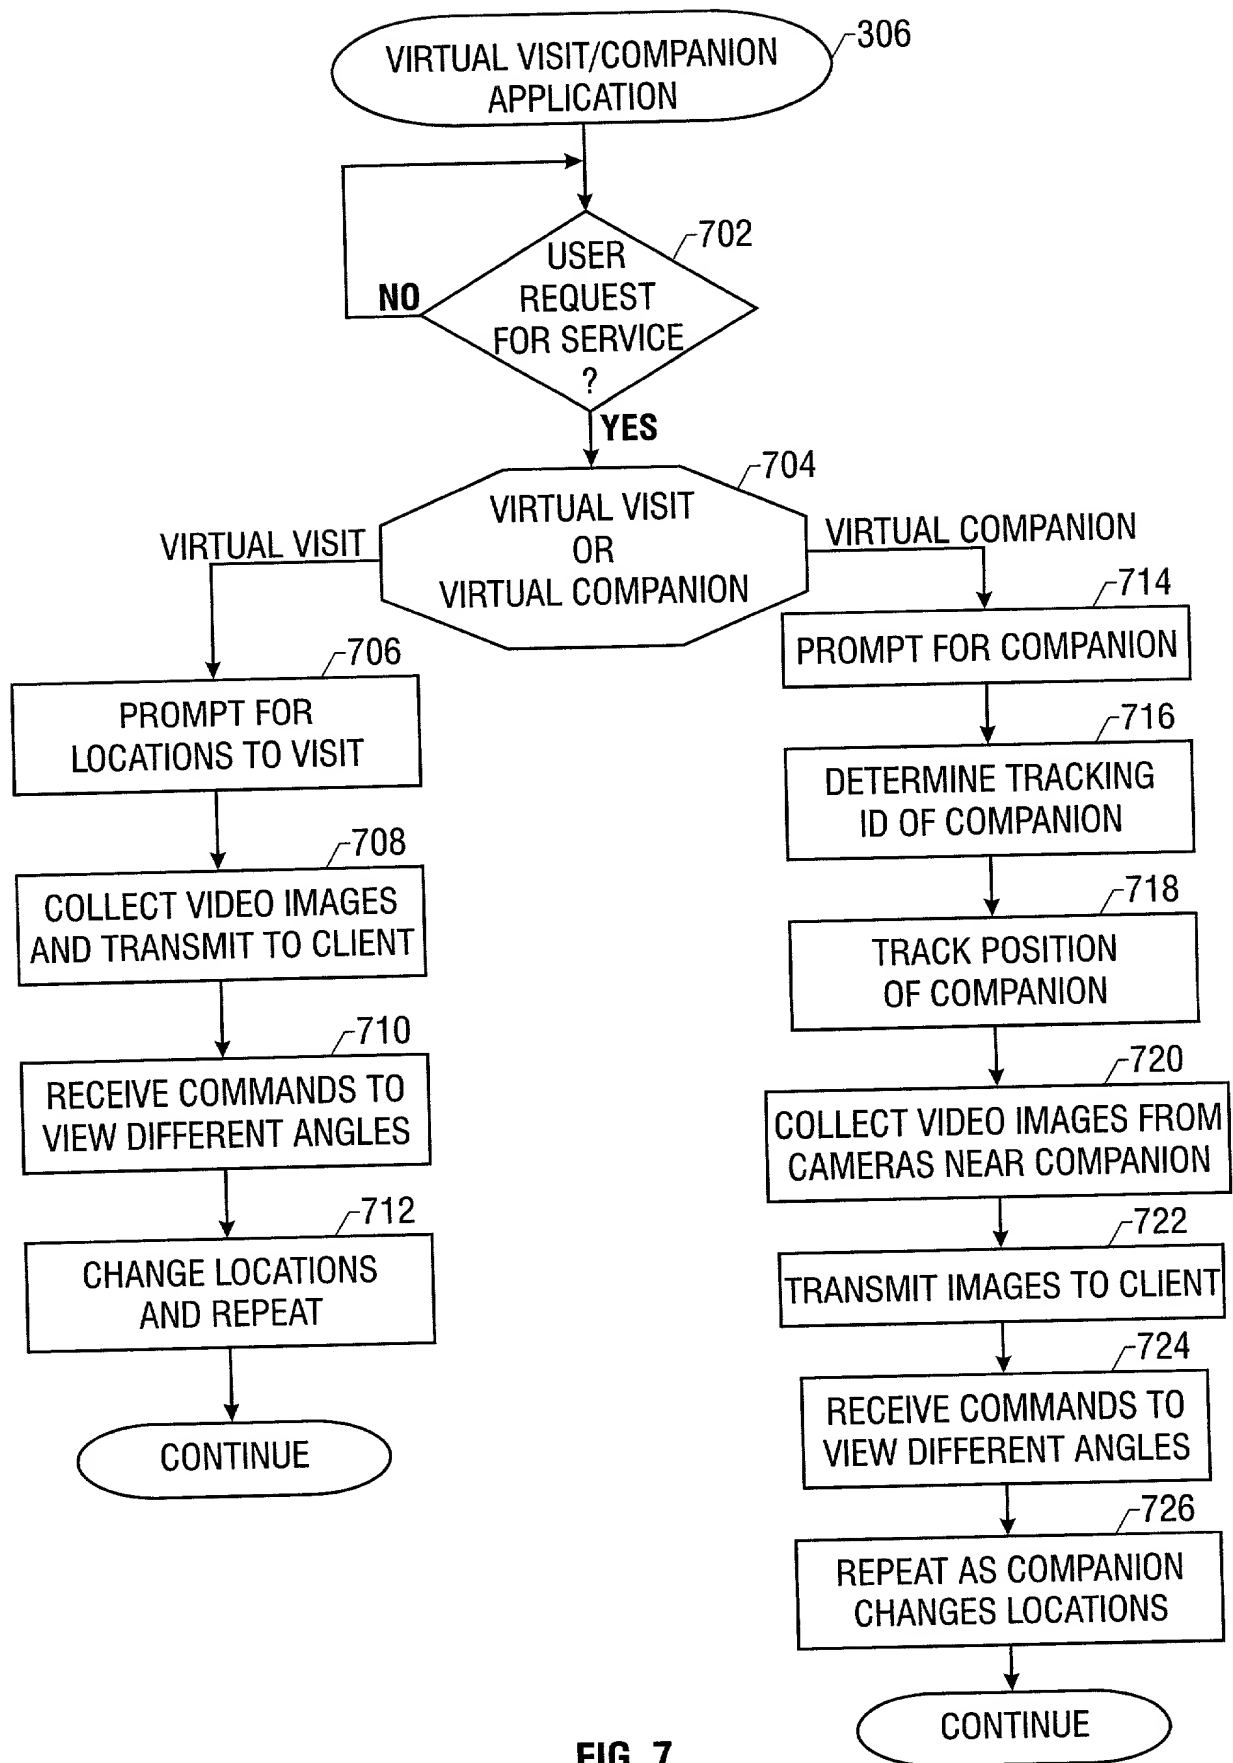 306
VIRTUAL VISIT/COMPANION
APPLICATION
702
USER
REQUEST
FOR SERVICE
?
NO
YES
704
VIRTUAL VISIT
OR
VIRTUAL COMPANION
VIRTUAL VISIT
VIRTUAL COMPANION
706
PROMPT FOR
LOCATIONS TO VISIT
708
COLLECT VIDEO IMAGES
AND TRANSMIT TO CLIENT
710
RECEIVE COMMANDS TO
VIEW DIFFERENT ANGLES
712
CHANGE LOCATIONS
AND REPEAT
CONTINUE
714
PROMPT FOR COMPANION
716
DETERMINE TRACKING
ID OF COMPANION
718
TRACK POSITION
OF COMPANION
720
COLLECT VIDEO IMAGES FROM
CAMERAS NEAR COMPANION
722
TRANSMIT IMAGES TO CLIENT
724
RECEIVE COMMANDS TO
VIEW DIFFERENT ANGLES
726
REPEAT AS COMPANION
CHANGES LOCATIONS
CONTINUE
FIG. 7